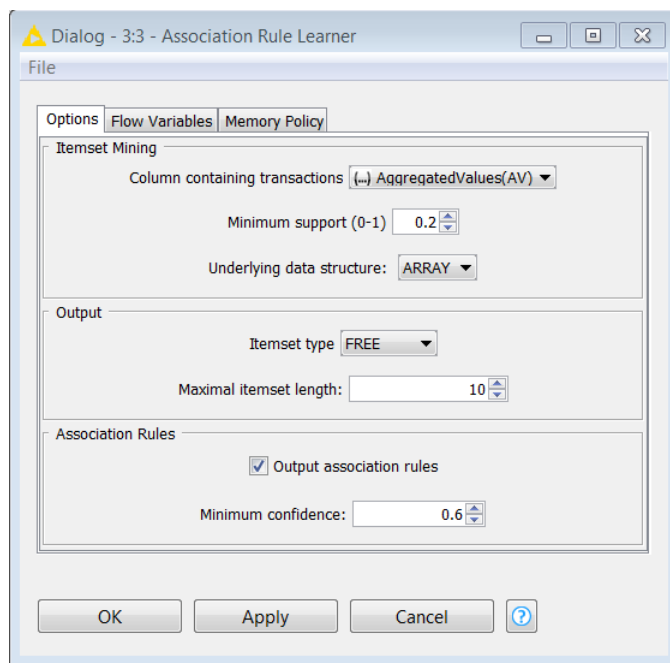 Dialog - 3:3 - Association Rule Learner
File
Options Flow Variables Memory Policy
Itemset Mining
Column containing transactions (...) AggregatedValues(AV)
Minimum support (0-1) 0.2
Underlying data structure: ARRAY
Output
Itemset type FREE
Maximal itemset length: 10
Association Rules
Output association rules
Minimum confidence: 0.6
OK Apply Cancel ?